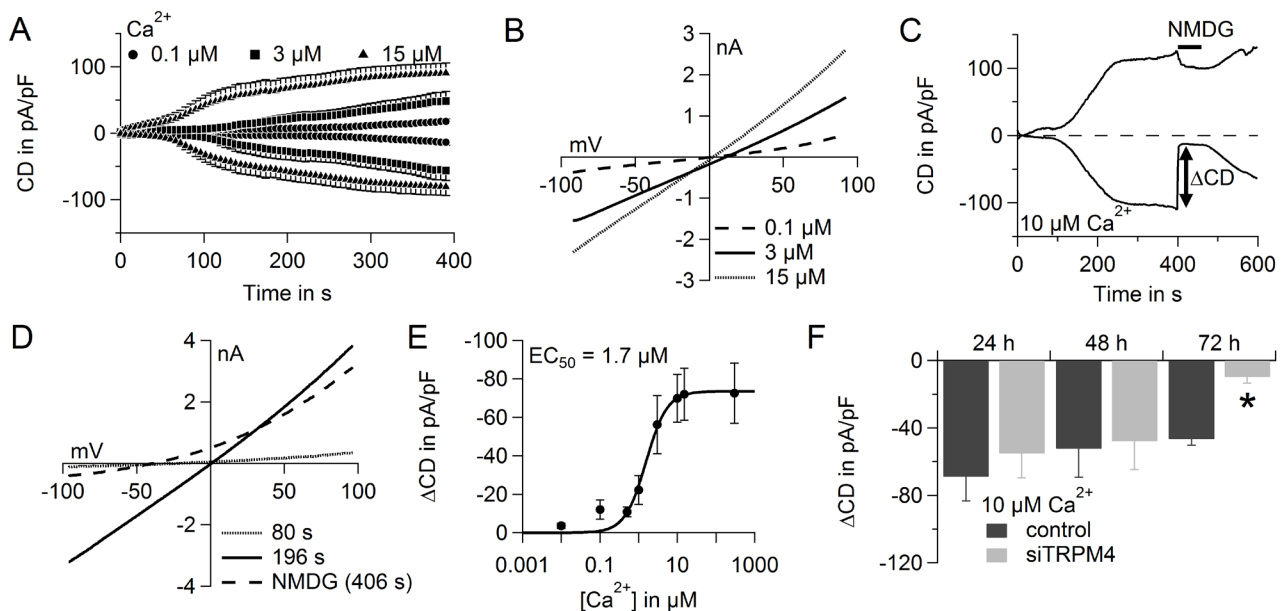 A
Ca2+
● 0.1 µM ■ 3 µM ▲ 15 µM
CD in pA/pF
100
0
-100
0 100 200 300 400
Time in s
B
nA
3
2
1
mV
-100 -50 50 100
-1
-2
-3
0.1 µM
3 µM
15 µM
C
NMDG
CD in pA/pF
100
50
0
-50
-100
ΔCD
10 µM Ca2+
0 200 400 600
Time in s
D
nA
4
2
mV
-100 -50 50 100
-2
-4
80 s
196 s
NMDG (406 s)
E
EC50 = 1.7 µM
ΔCD in pA/pF
-100
-80
-60
-40
-20
0
0.001 0.1 10 1000
[Ca2+] in µM
F
24 h 48 h 72 h
ΔCD in pA/pF
0
-40
-80
-120
*
10 µM Ca2+
control
siTRPM4